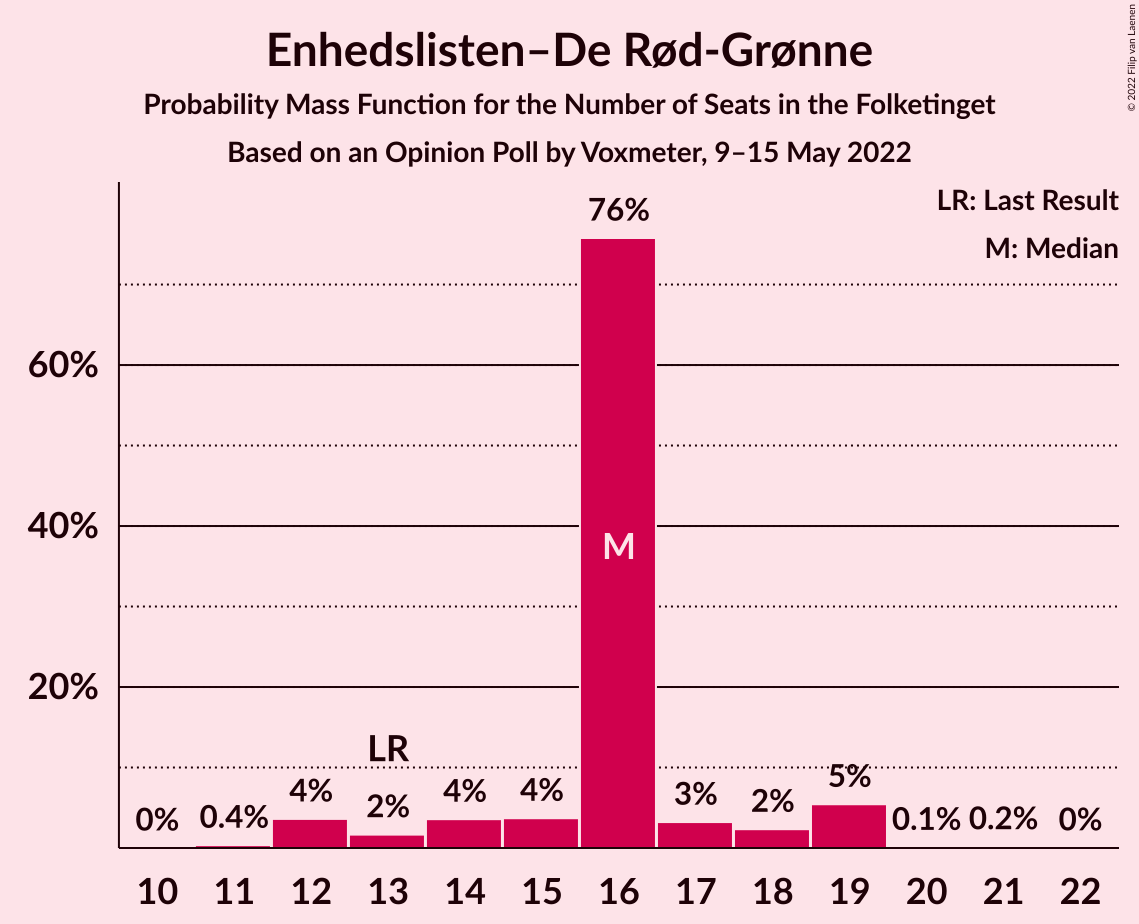 Enhedslisten–De Rød-Grønne
Probability Mass Function for the Number of Seats in the Folketinget
Based on an Opinion Poll by Voxmeter, 9–15 May 2022
© 2022 Filip van Laenen
LR: Last Result
M: Median
76%
60%
40%
M
20%
LR
0% 0.4% 4% 2% 4% 4% 3% 2% 5% 0.1% 0.2% 0%
10 11 12 13 14 15 16 17 18 19 20 21 22